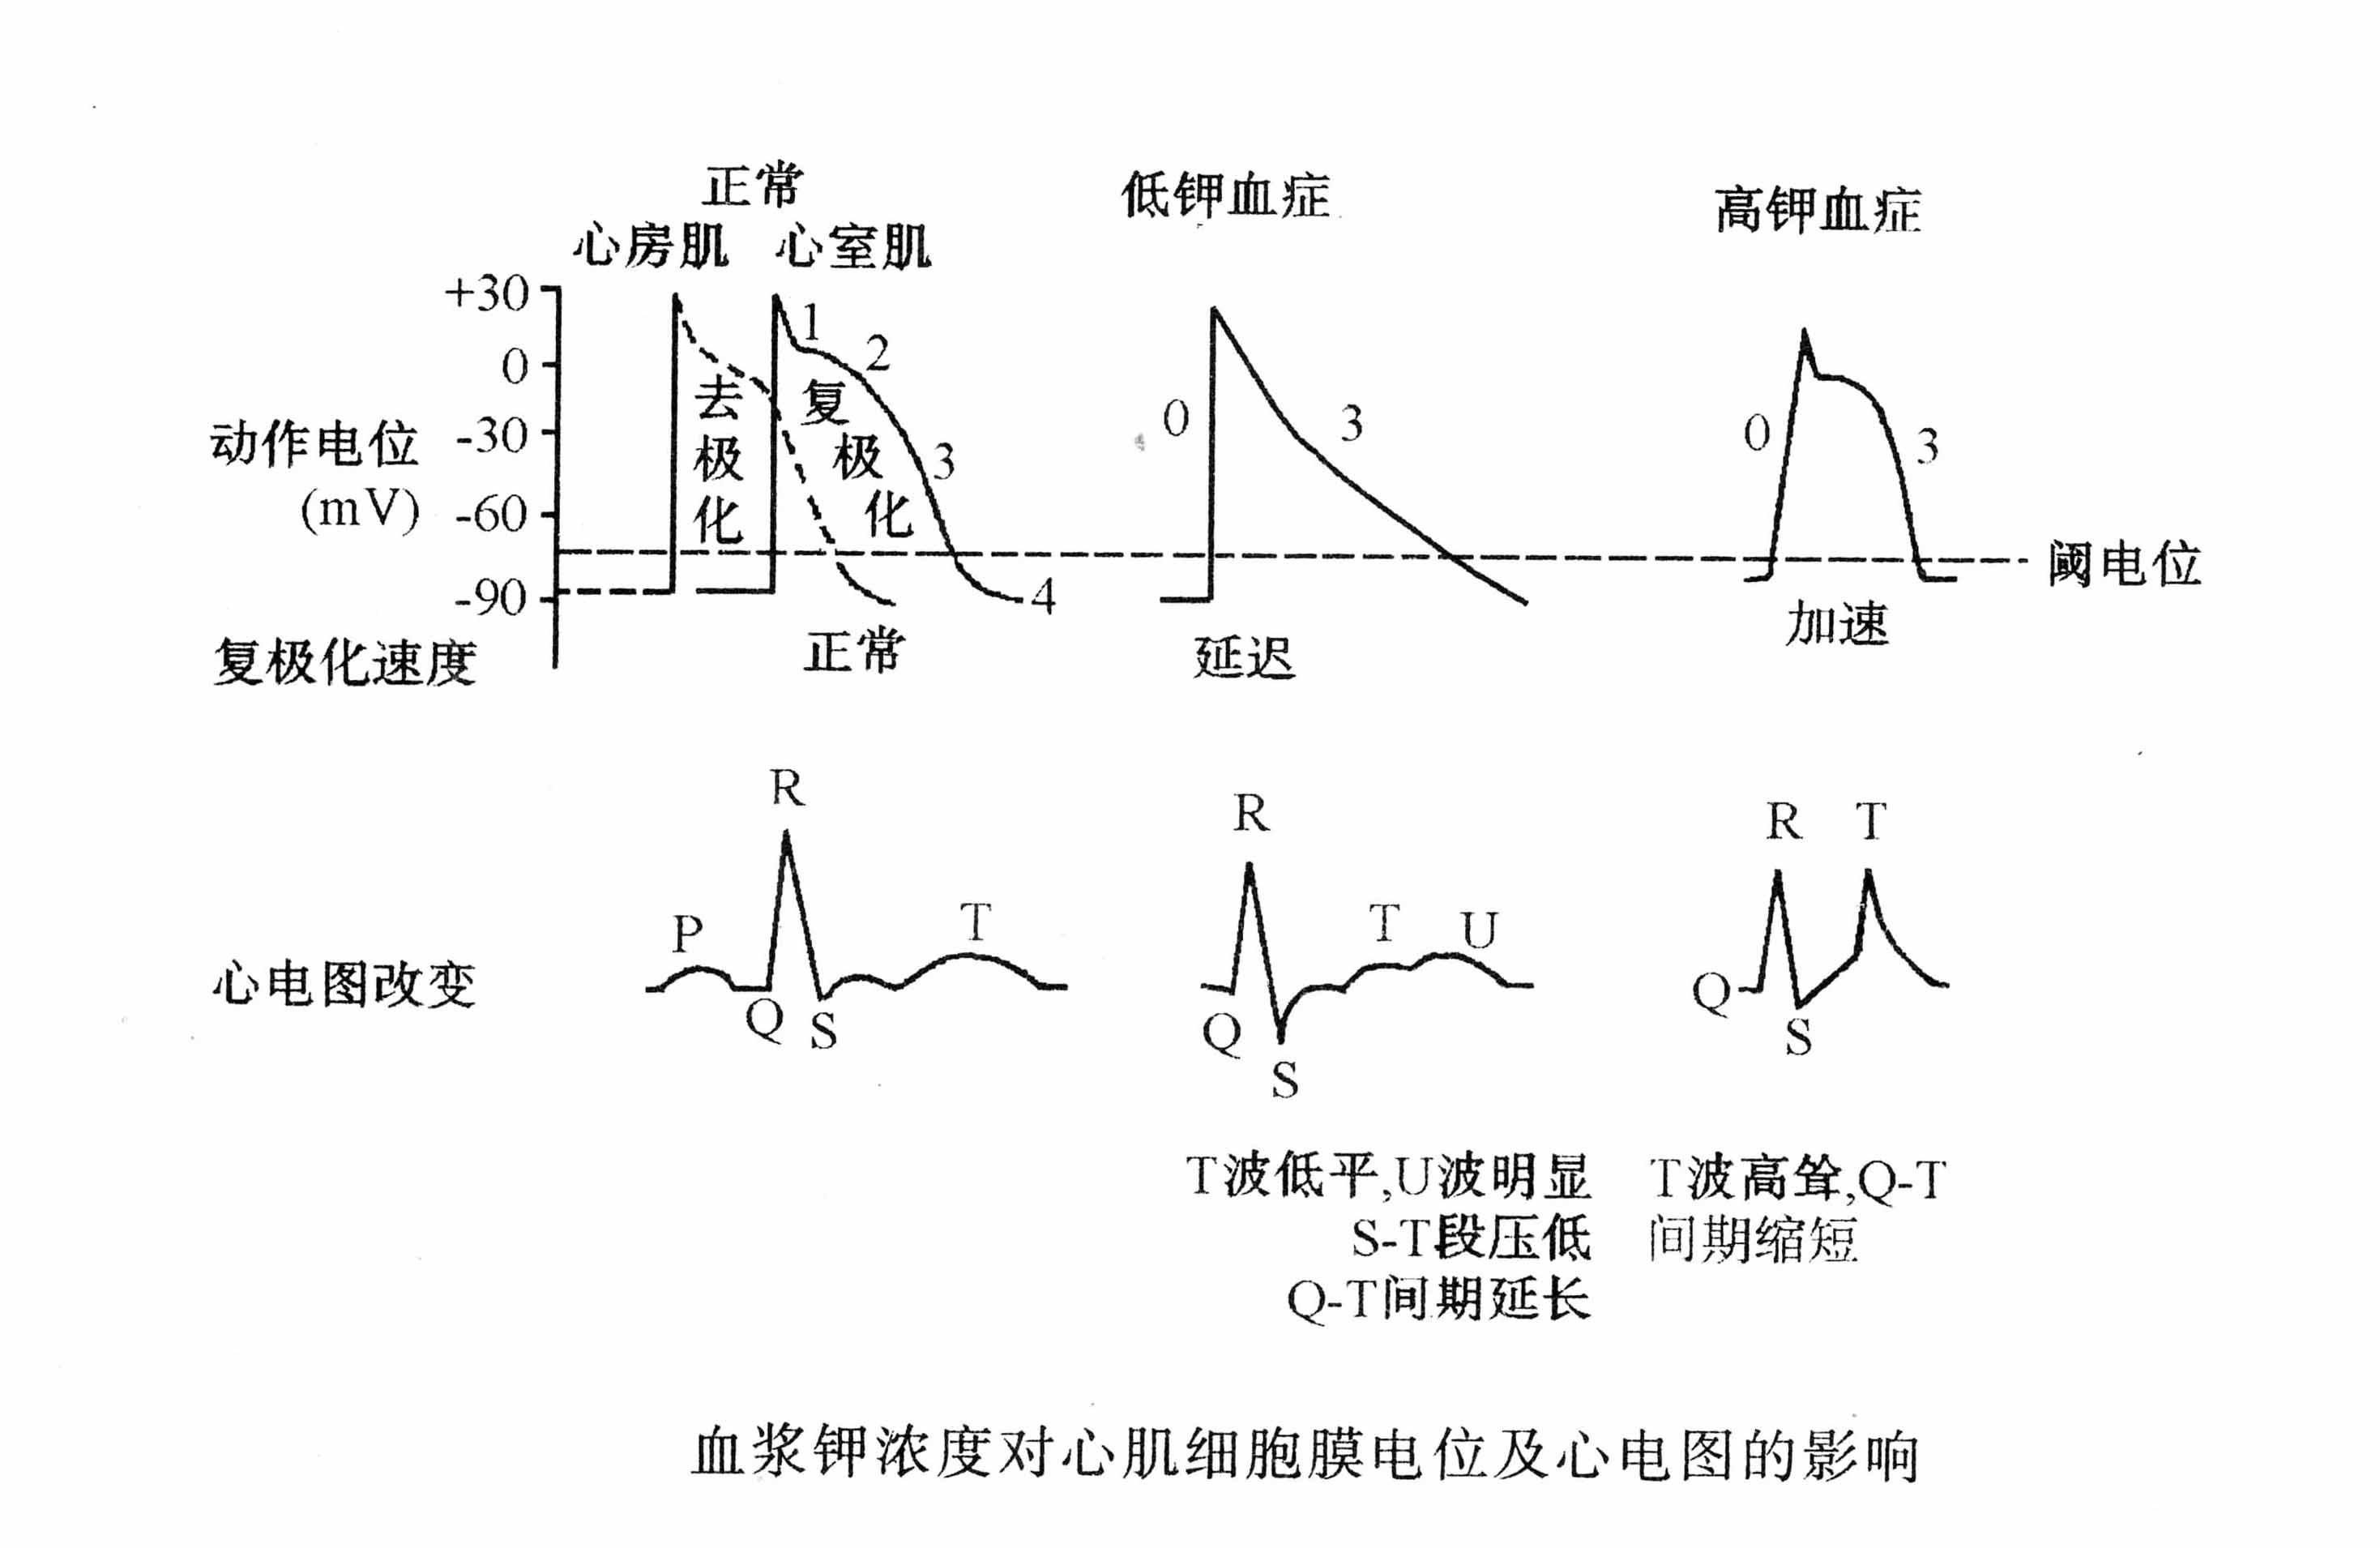 正常
低钾血症
高钾血症
心房肌 心室肌
+30
0
-30
-60
-90
动作电位
(mV)
1
2
3
4
去极化
复极化
0
3
0
3
阈电位
复极化速度
正常
延迟
加速
心电图改变
P
R
Q
S
T
R
Q
S
T
U
R
T
Q
S
T波低平,U波明显
S-T段压低
Q-T间期延长
T波高耸,Q-T
间期缩短
血浆钾浓度对心肌细胞膜电位及心电图的影响